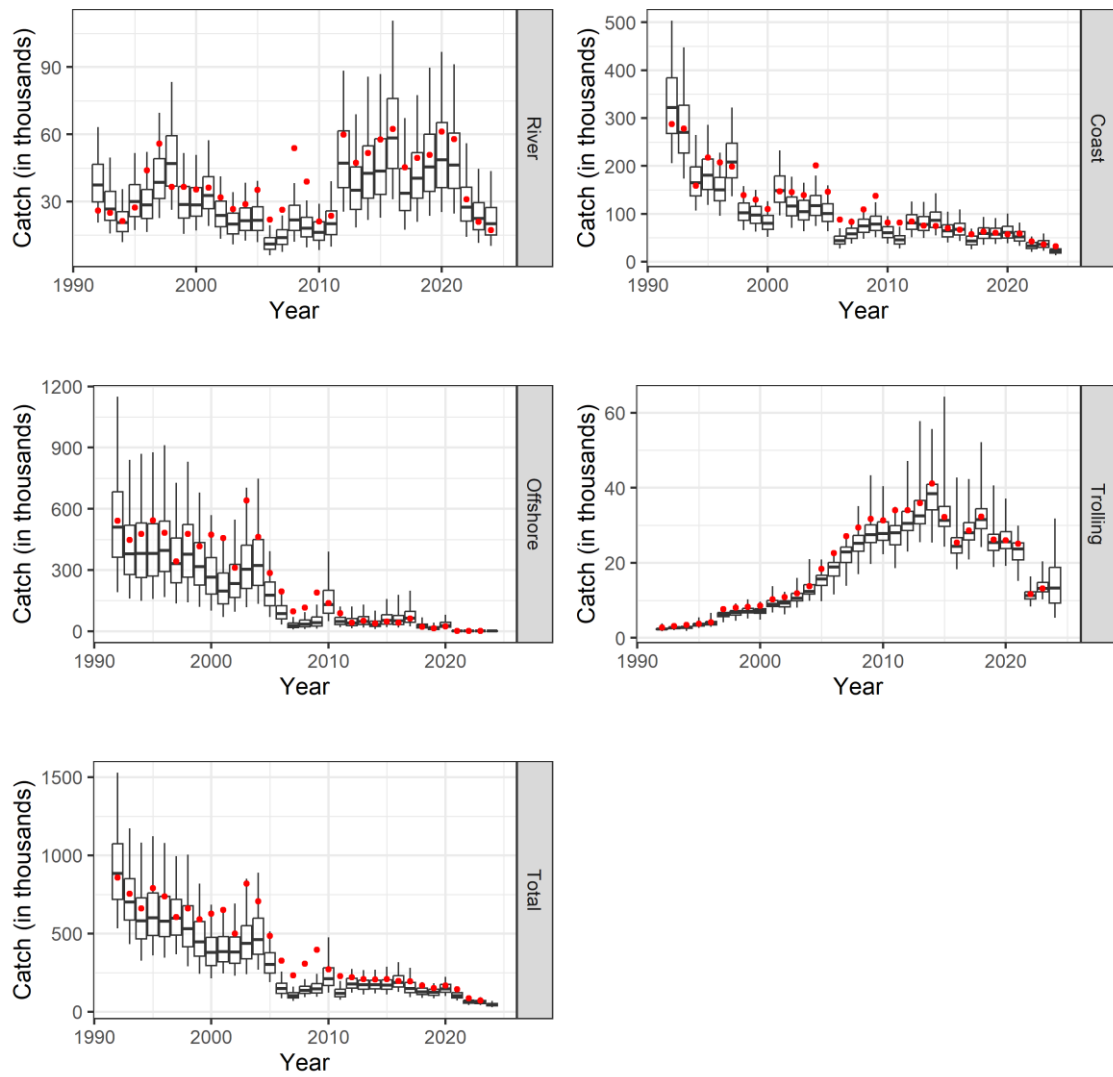 Catch (in thousands)
90
60
30
1990
2000
2010
2020
Year
River
Catch (in thousands)
500
400
300
200
100
0
1990
2000
2010
2020
Year
Coast
Catch (in thousands)
1200
900
600
300
0
1990
2000
2010
2020
Year
Offshore
Catch (in thousands)
60
40
20
0
1990
2000
2010
2020
Year
Trolling
Catch (in thousands)
1500
1000
500
0
1990
2000
2010
2020
Year
Total